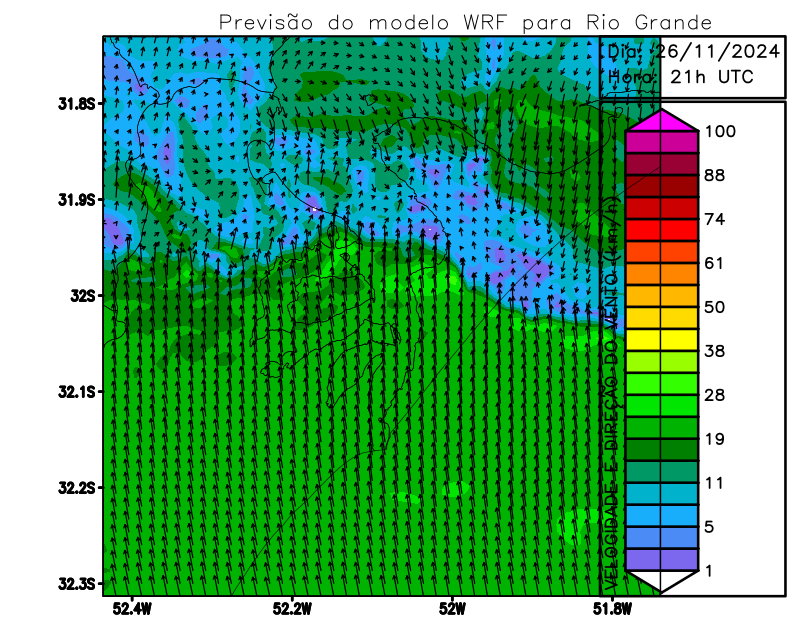 Previsão do modelo WRF para Rio Grande
Dia: 26/11/2024
Hora: 21h UTC
31.8S
31.9S
32S
32.1S
32.2S
32.3S
52.4W
52.2W
52W
51.8W
VELOCIDADE E DIREÇÃO DO VENTO (km/h)
100
88
74
61
50
38
28
19
11
5
1